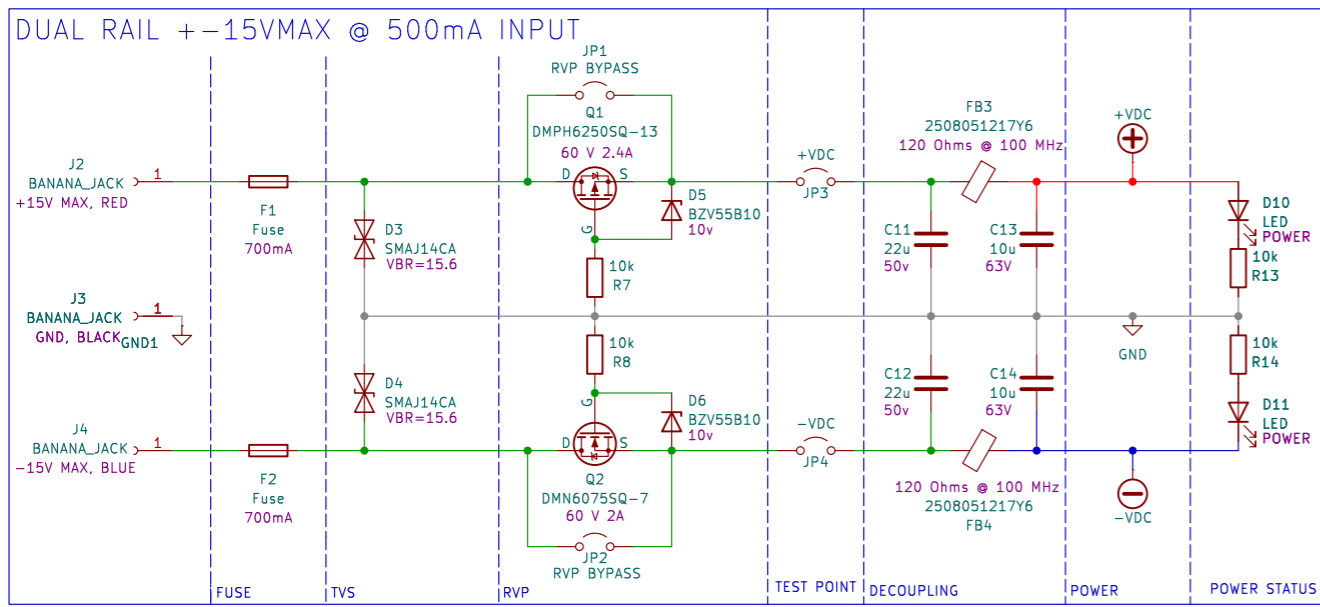 DUAL RAIL +-15VMAX @ 500mA INPUT
JP1
RVP BYPASS
Q1
DMPH6250SQ-13
60 V 2.4A
D
S
G
J2
BANANA_JACK
+15V MAX, RED
1
F1
Fuse
700mA
D3
SMAJ14CA
VBR=15.6
D5
BZV55B10
10v
10k
R7
+VDC
JP3
FB3
2508051217Y6
120 Ohms @ 100 MHz
C11
22u
50v
C13
10u
63V
+VDC
D10
LED
POWER
10k
R13
J3
BANANA_JACK
GND, BLACK
1
GND1
GND
10k
R8
D4
SMAJ14CA
VBR=15.6
G
D
S
D6
BZV55B10
10v
Q2
DMN6075SQ-7
60 V 2A
JP2
RVP BYPASS
J4
BANANA_JACK
-15V MAX, BLUE
1
F2
Fuse
700mA
-VDC
JP4
C12
22u
50v
C14
10u
63V
120 Ohms @ 100 MHz
2508051217Y6
FB4
-VDC
10k
R14
D11
LED
POWER
FUSE
TVS
RVP
TEST POINT
DECOUPLING
POWER
POWER STATUS